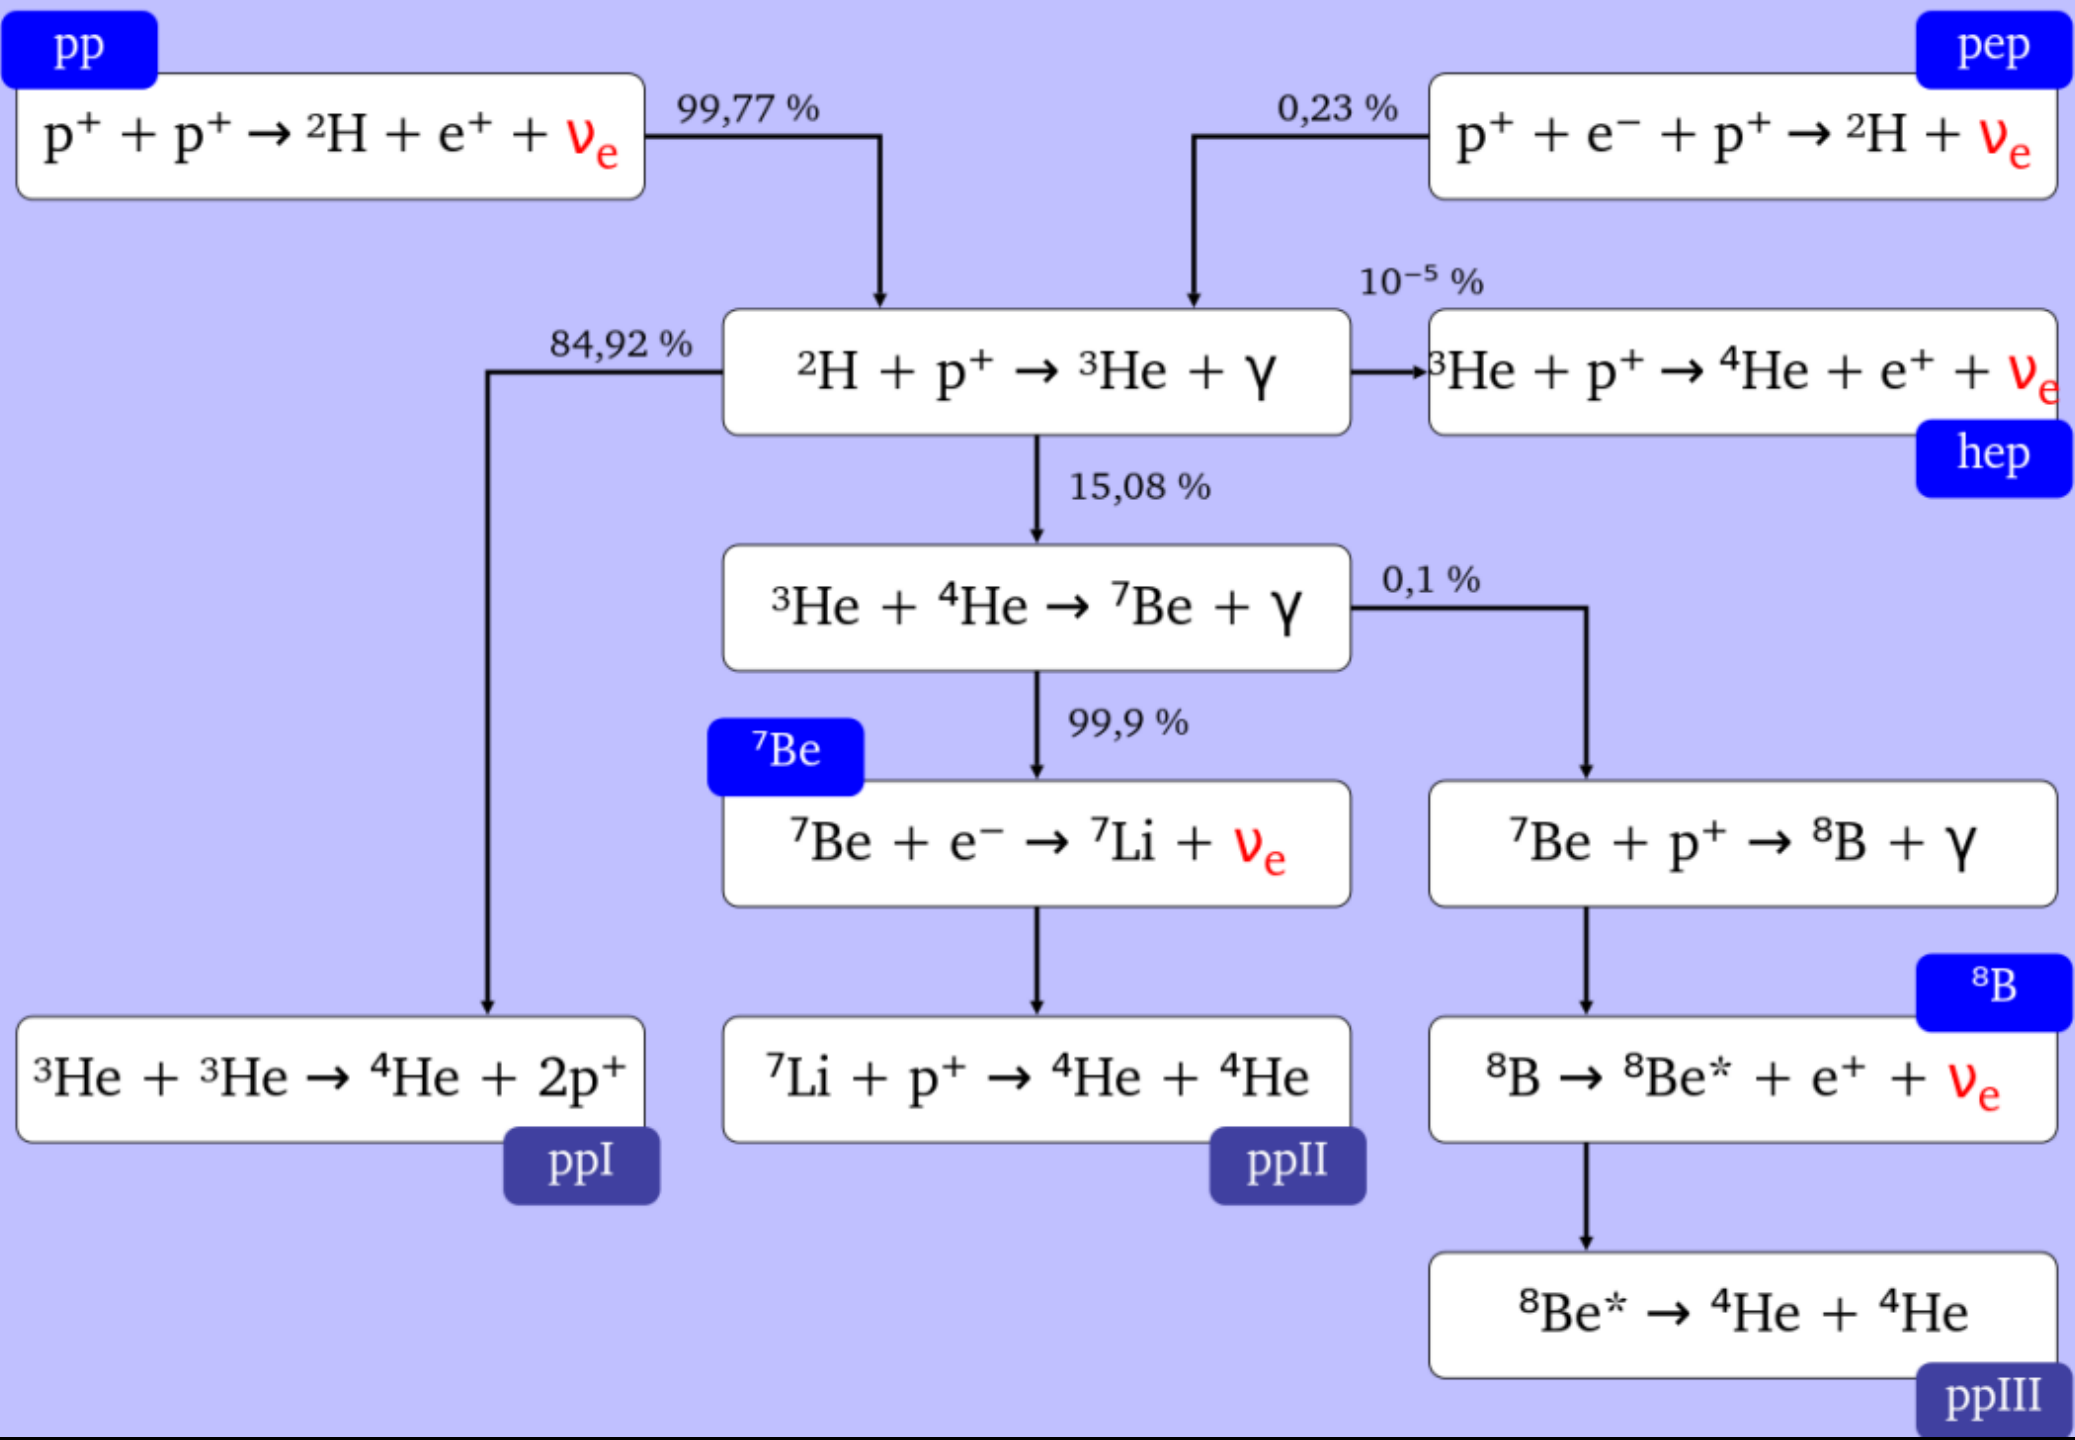 pp
pep
p⁺ + p⁺ → ²H + e⁺ + νₑ
99,77 %
0,23 %
p⁺ + e⁻ + p⁺ → ²H + νₑ
10⁻⁵ %
84,92 %
²H + p⁺ → ³He + γ
³He + p⁺ → ⁴He + e⁺ + νₑ
hep
15,08 %
³He + ⁴He → ⁷Be + γ
0,1 %
99,9 %
⁷Be
⁷Be + e⁻ → ⁷Li + νₑ
⁷Be + p⁺ → ⁸B + γ
⁸B
³He + ³He → ⁴He + 2p⁺
⁷Li + p⁺ → ⁴He + ⁴He
⁸B → ⁸Be* + e⁺ + νₑ
ppI
ppII
⁸Be* → ⁴He + ⁴He
ppIII